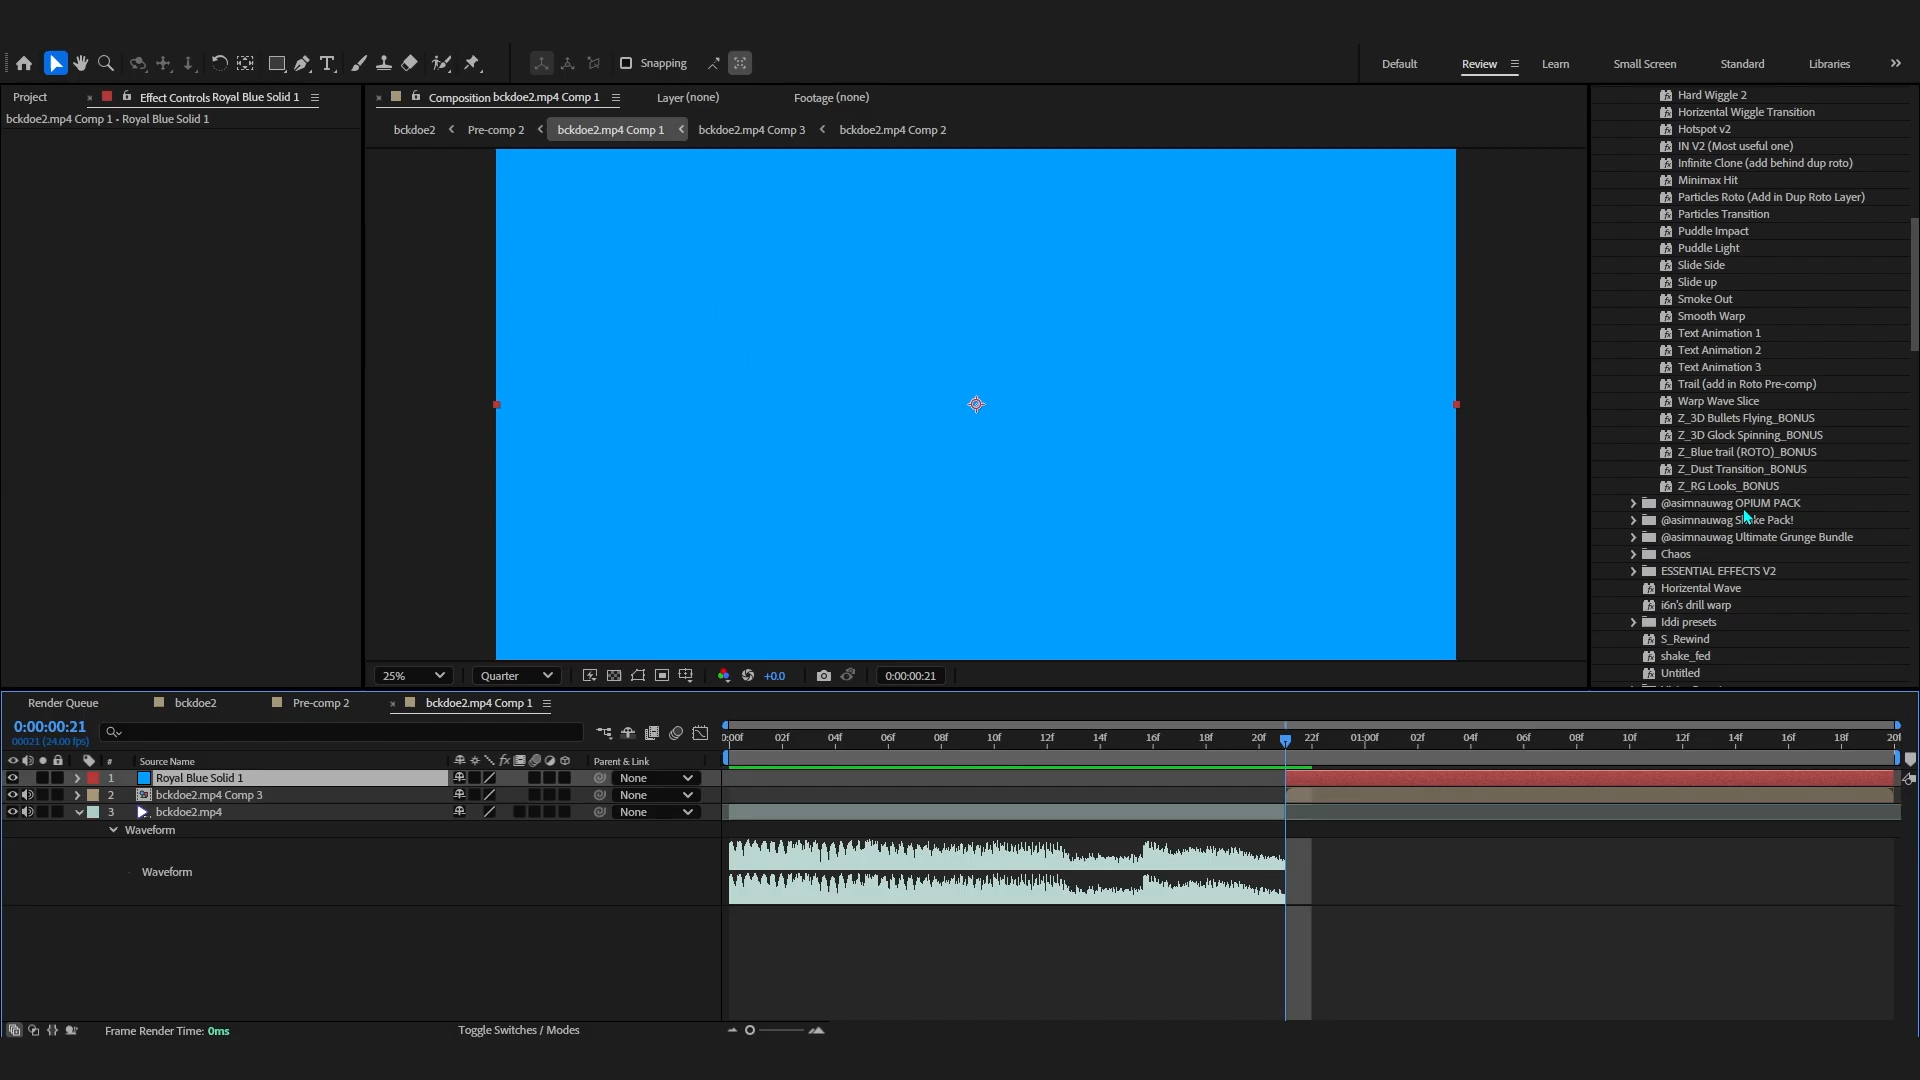 Snapping
Default
Review
Learn
Small Screen
Standard
Libraries
Project
Effect Controls Royal Blue Solid 1
Composition bckdoe2.mp4 Comp 1
Layer (none)
Footage (none)
bckdoe2.mp4 Comp 1 - Royal Blue Solid 1
bckdoe2
Pre-comp 2
bckdoe2.mp4 Comp 1
bckdoe2.mp4 Comp 3
bckdoe2.mp4 Comp 2
Hard Wiggle 2
Horizental Wiggle Transition
Hotspot v2
IN V2 (Most useful one)
Infinite Clone (add behind dup roto)
Minimax Hit
Particles Roto (Add in Dup Roto Layer)
Particles Transition
Puddle Impact
Puddle Light
Slide Side
Slide up
Smoke Out
Smooth Warp
Text Animation 1
Text Animation 2
Text Animation 3
Trail (add in Roto Pre-comp)
Warp Wave Slice
Z_3D Bullets Flying_BONUS
Z_3D Glock Spinning_BONUS
Z_Blue trail (ROTO)_BONUS
Z_Dust Transition_BONUS
Z_RG Looks_BONUS
@asimnauwag OPIUM PACK
@asimnauwag Shake Pack!
@asimnauwag Ultimate Grunge Bundle
Chaos
ESSENTIAL EFFECTS V2
Horizental Wave
i6n's drill warp
Iddi presets
S_Rewind
shake_fed
Untitled
25%
Quarter
+0.0
0:00:00:21
Render Queue
bckdoe2
Pre-comp 2
bckdoe2.mp4 Comp 1
0:00:00:21
00021 (24.00 fps)
):00f 02f 04f 06f 08f 10f 12f 14f 16f 18f 20f 22f 01:00f 02f 04f 06f 08f 10f 12f 14f 16f 18f 20f
# Source Name
Parent & Link
1 Royal Blue Solid 1 None
2 bckdoe2.mp4 Comp 3 None
3 bckdoe2.mp4 None
Waveform
Waveform
Frame Render Time: 0ms
Toggle Switches / Modes